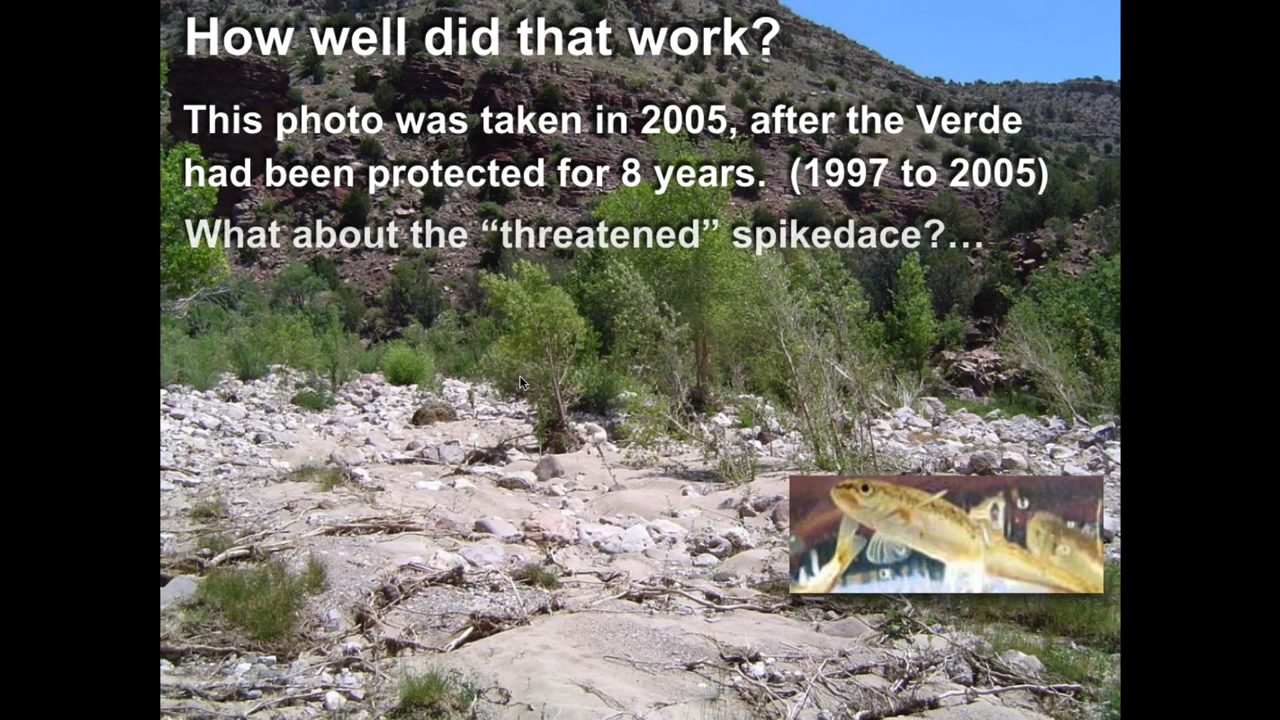 How well did that work?
This photo was taken in 2005, after the Verde
had been protected for 8 years.  (1997 to 2005)
What about the “threatened” spikedace?…